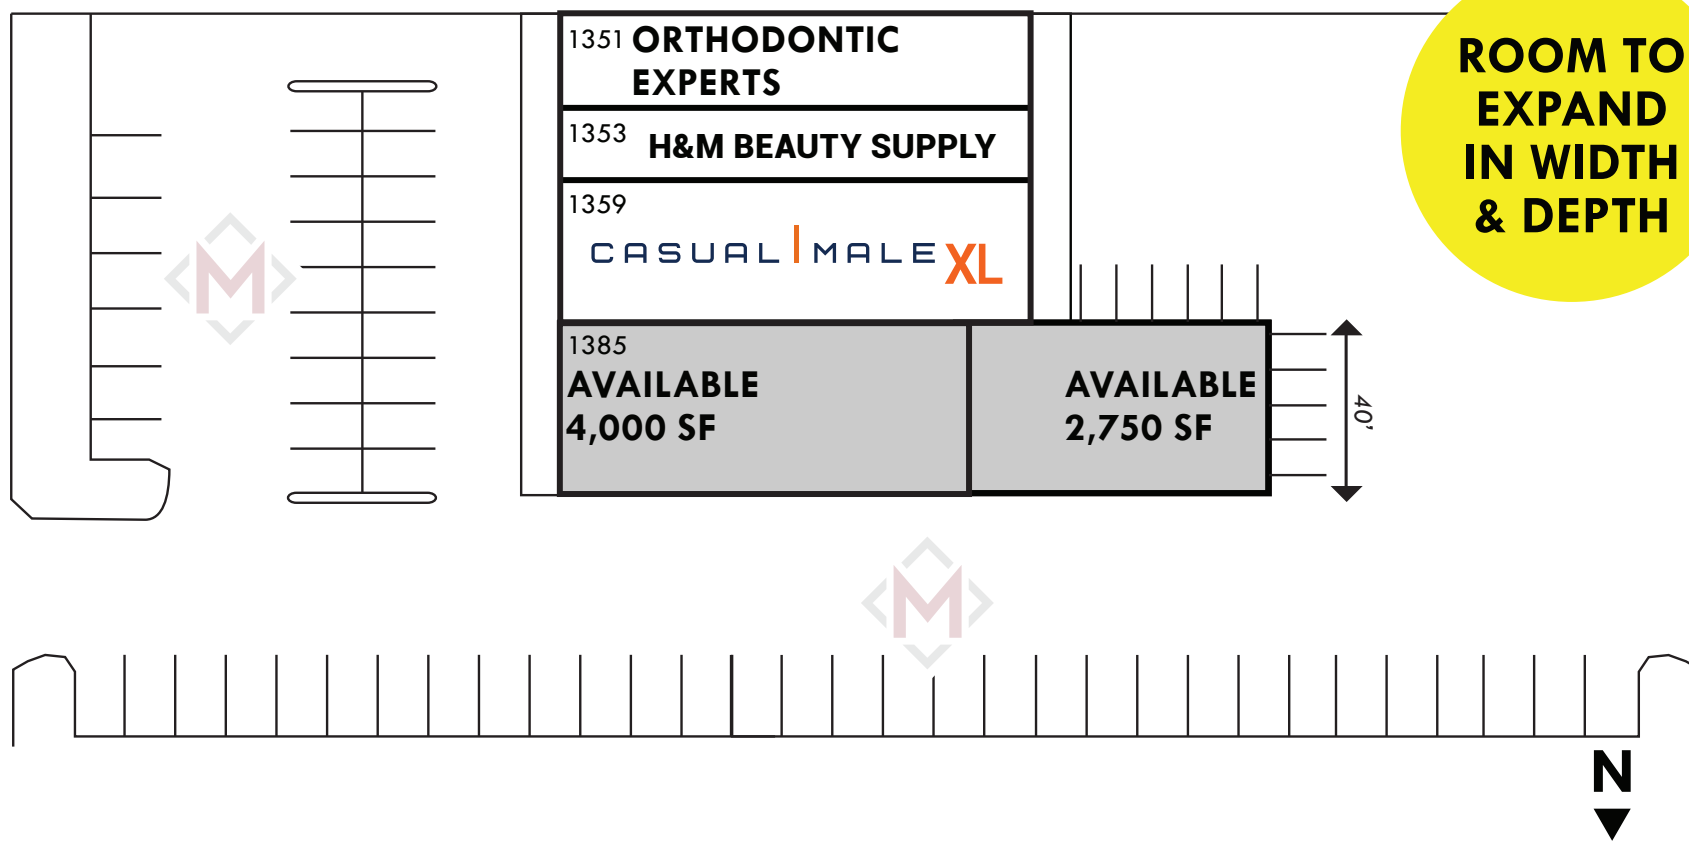 1351 ORTHODONTIC
EXPERTS
1353 H&M BEAUTY SUPPLY
1359
CASUAL MALE XL
1385
AVAILABLE
4,000 SF
AVAILABLE
2,750 SF
40'
ROOM TO
EXPAND
IN WIDTH
& DEPTH
M
M
N